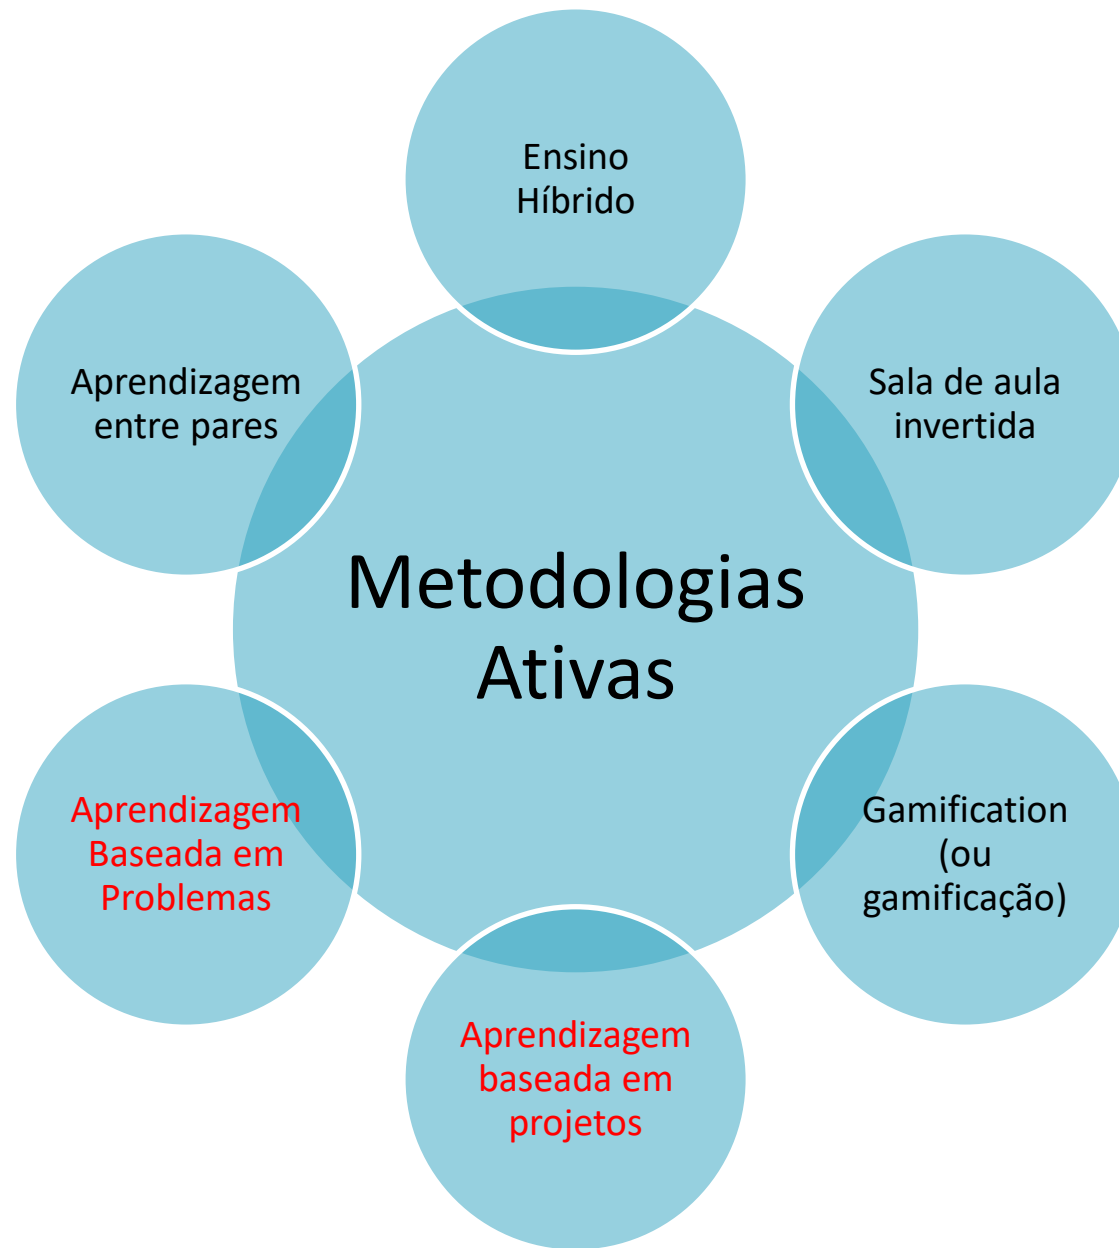 Ensino
Híbrido
Aprendizagem
entre pares
Sala de aula
invertida
Metodologias
Ativas
Aprendizagem
Baseada em
Problemas
Gamification
(ou
gamificação)
Aprendizagem
baseada em
projetos